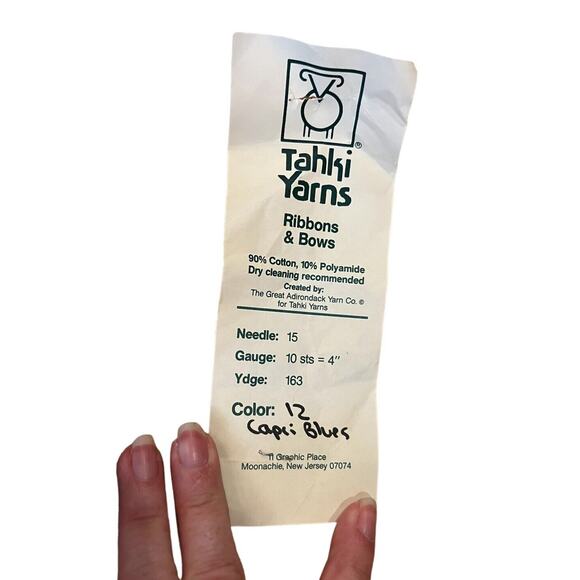 Tahki
Yarns
®
Ribbons
& Bows
90% Cotton, 10% Polyamide
Dry cleaning recommended
Created by:
The Great Adirondack Yarn Co. ©
for Tahki Yarns
Needle: 15
Gauge: 10 sts = 4"
Ydge: 163
Color: 12
Capri Blues
11 Graphic Place
Moonachie, New Jersey 07074